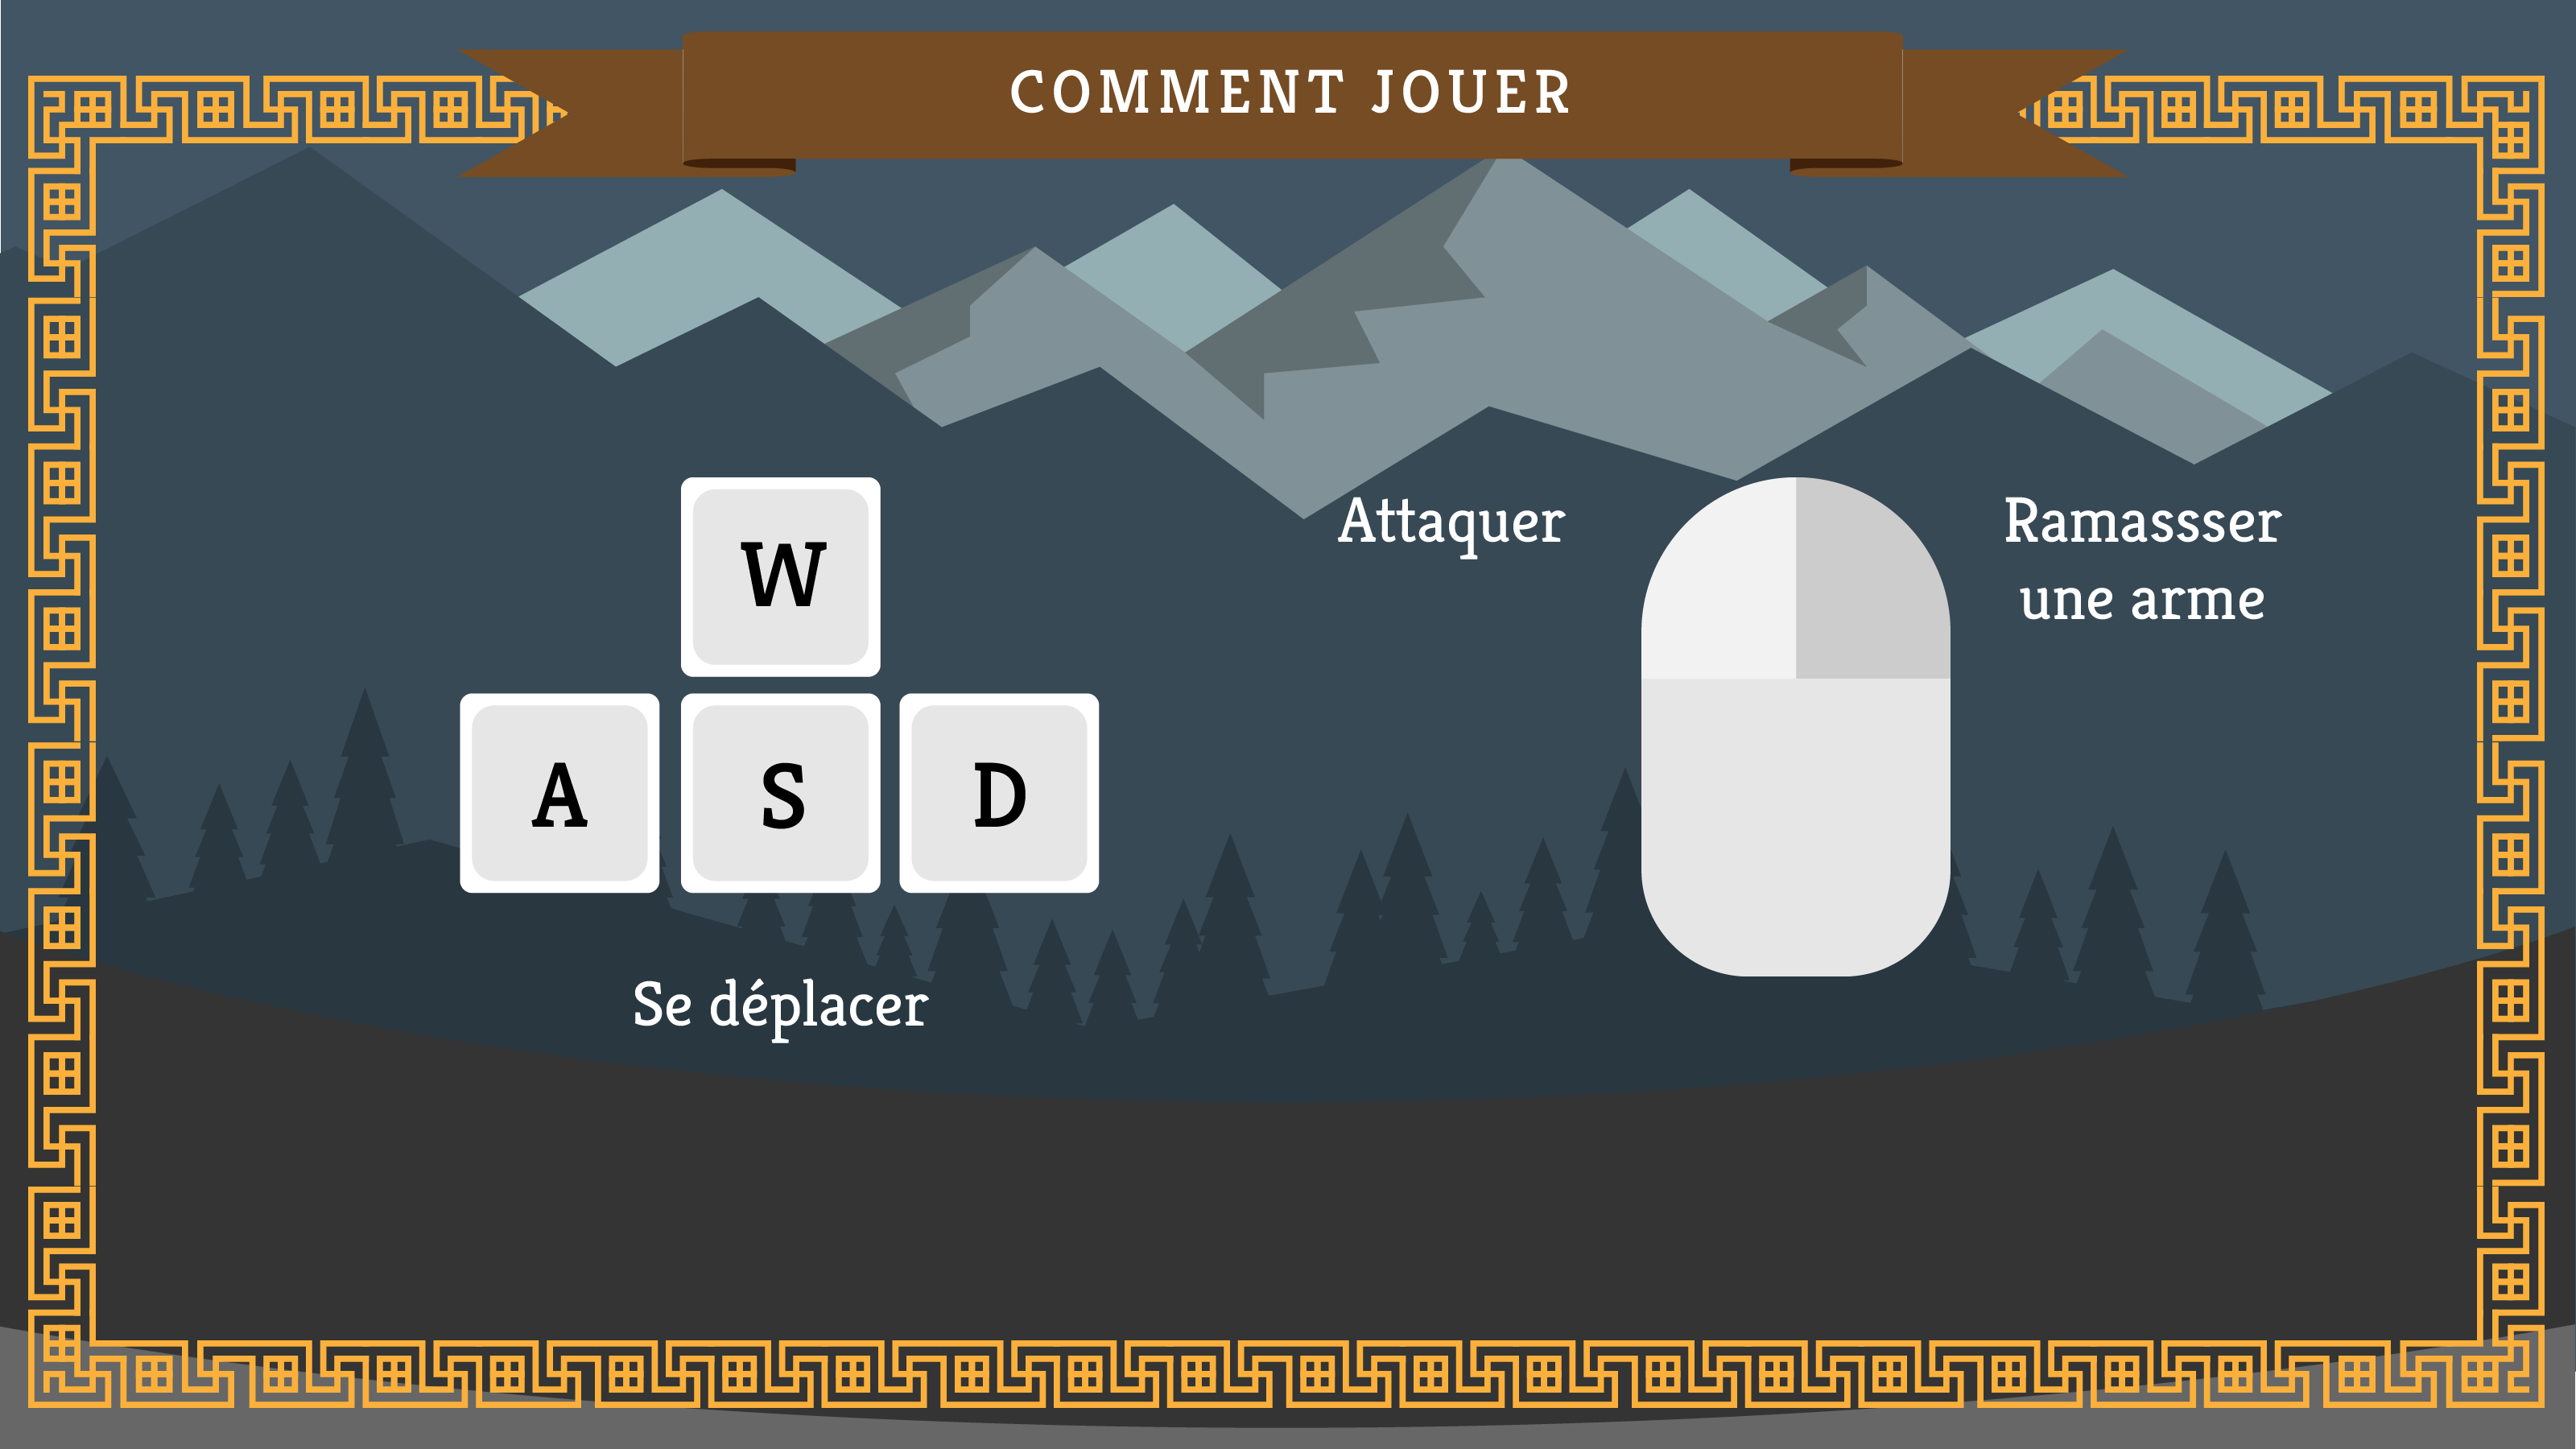 COMMENT JOUER
W
A S D
Se déplacer
Attaquer
Ramassser
une arme